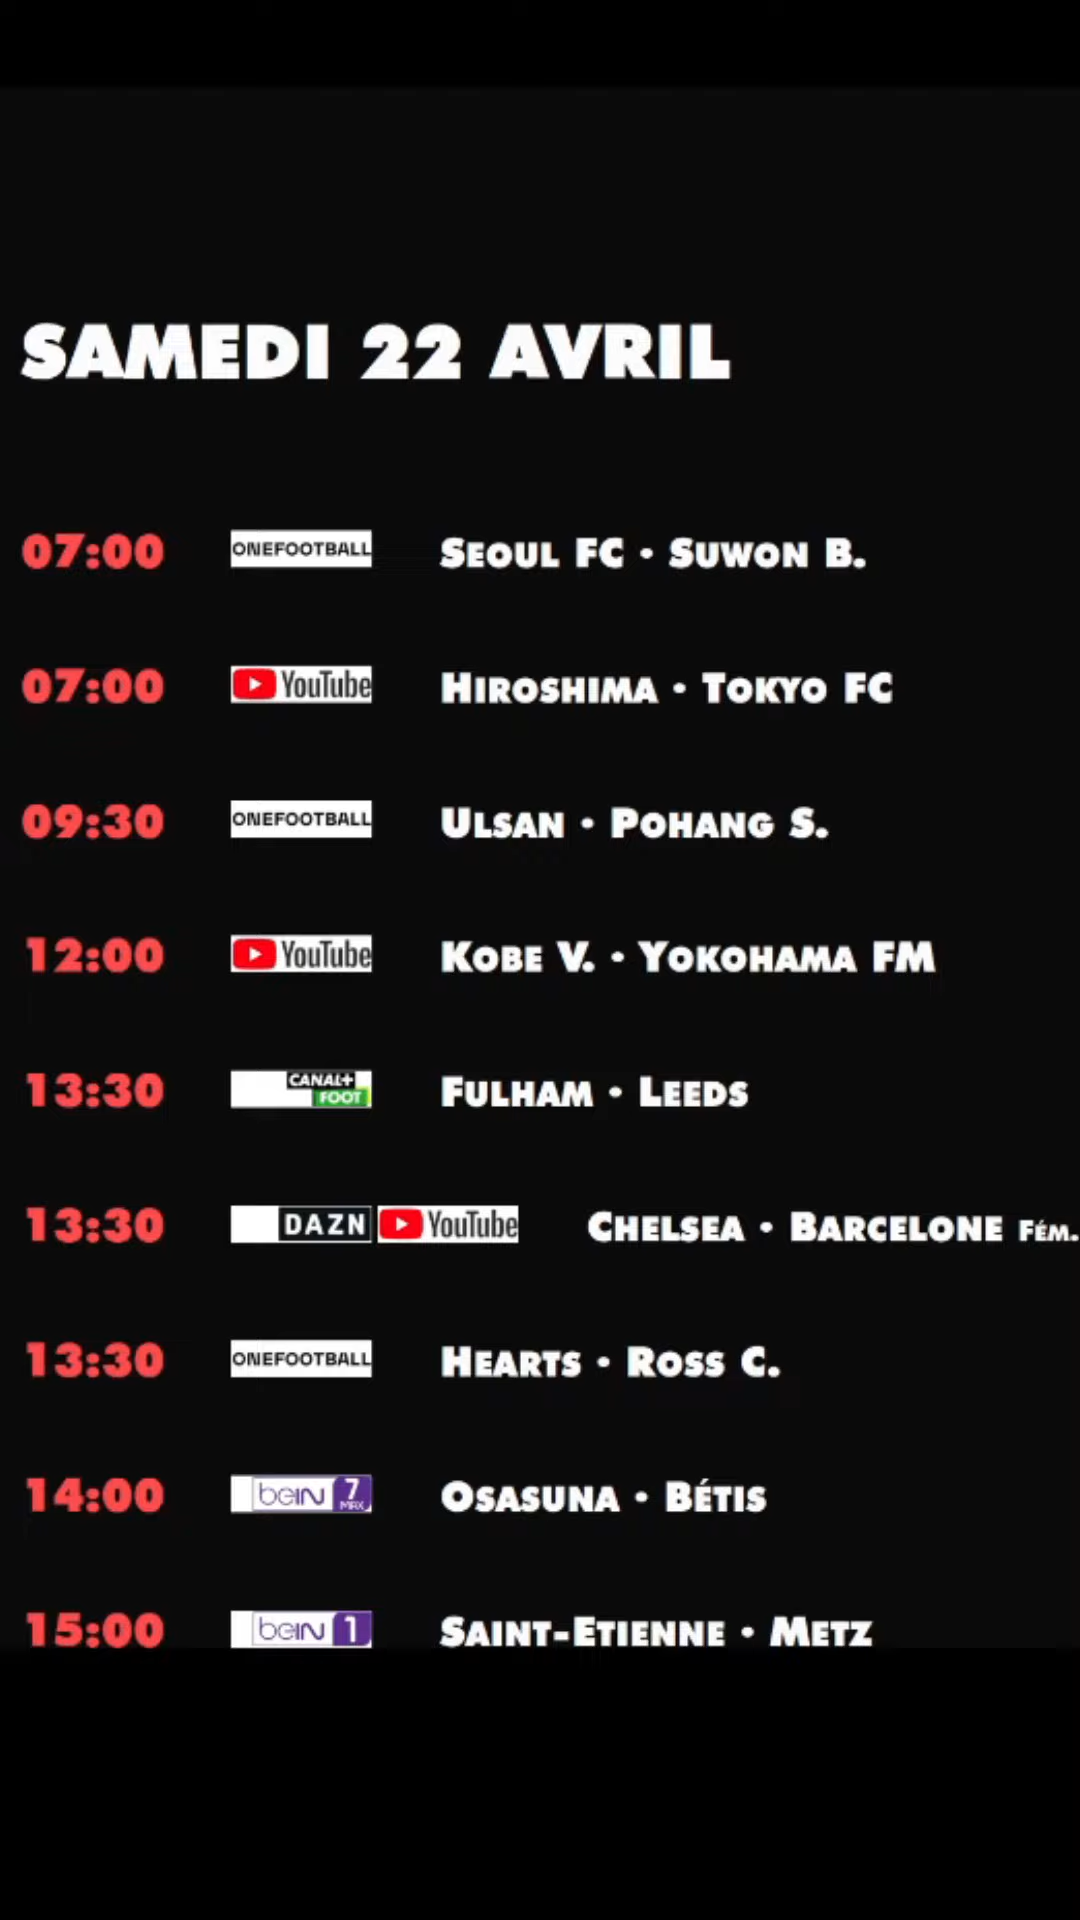 SAMEDI 22 AVRIL
07:00 ONEFOOTBALL SEOUL FC • SUWON B.
07:00 YouTube HIROSHIMA • TOKYO FC
09:30 ONEFOOTBALL ULSAN • POHANG S.
12:00 YouTube KOBE V. • YOKOHAMA FM
13:30 CANAL+ FOOT FULHAM • LEEDS
13:30 DAZN YouTube CHELSEA • BARCELONE FÉM.
13:30 ONEFOOTBALL HEARTS • ROSS C.
14:00 beIN 7 MAX OSASUNA • BÉTIS
15:00 beIN 1 SAINT-ETIENNE • METZ